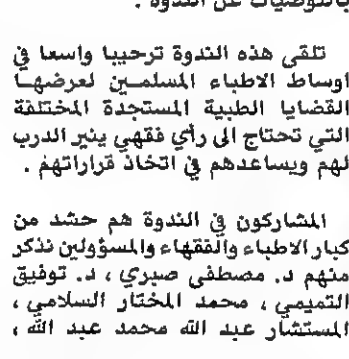 بالتوصيات عن الندوة .
تلقى هذه الندوة ترحيبا واسعا في
اوساط الاطباء المسلمين لعرضها
القضايا الطبية المستجدة المختلفة
التي تحتاج الى رأي فقهي ينير الدرب
لهم ويساعدهم في اتخاذ قراراتهم .
المشاركون في الندوة هم حشد من
كبار الاطباء والفقهاء والمسؤولين نذكر
منهم د. مصطفى صبري ، د. توفيق
التميمي ، محمد المختار السلامي ،
المستشار عبد الله محمد عبد الله ،